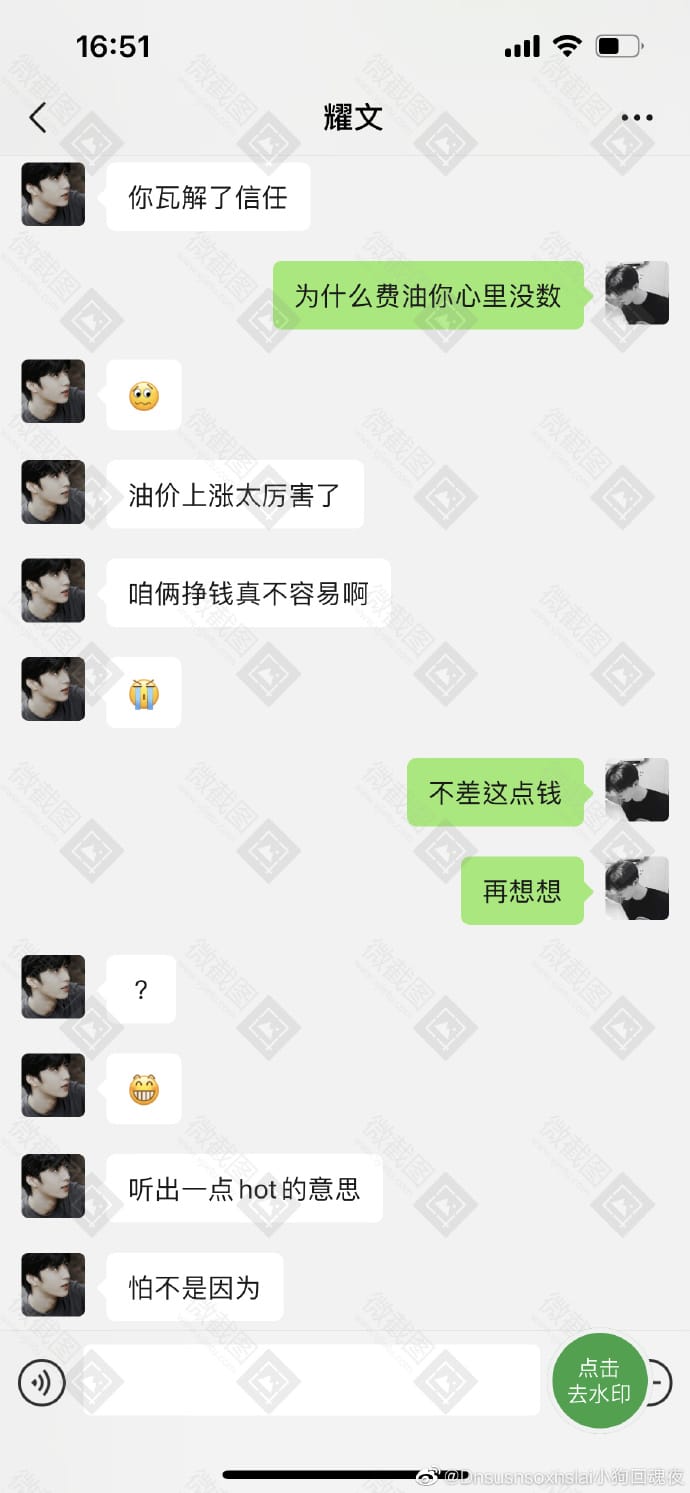 16:51
耀文
你瓦解了信任
为什么费油你心里没数
油价上涨太厉害了
咱俩挣钱真不容易啊
不差这点钱
再想想
?
听出一点hot的意思
怕不是因为
点击
去水印
微截图
@Dnsusnsoxhslai小狗回魂夜